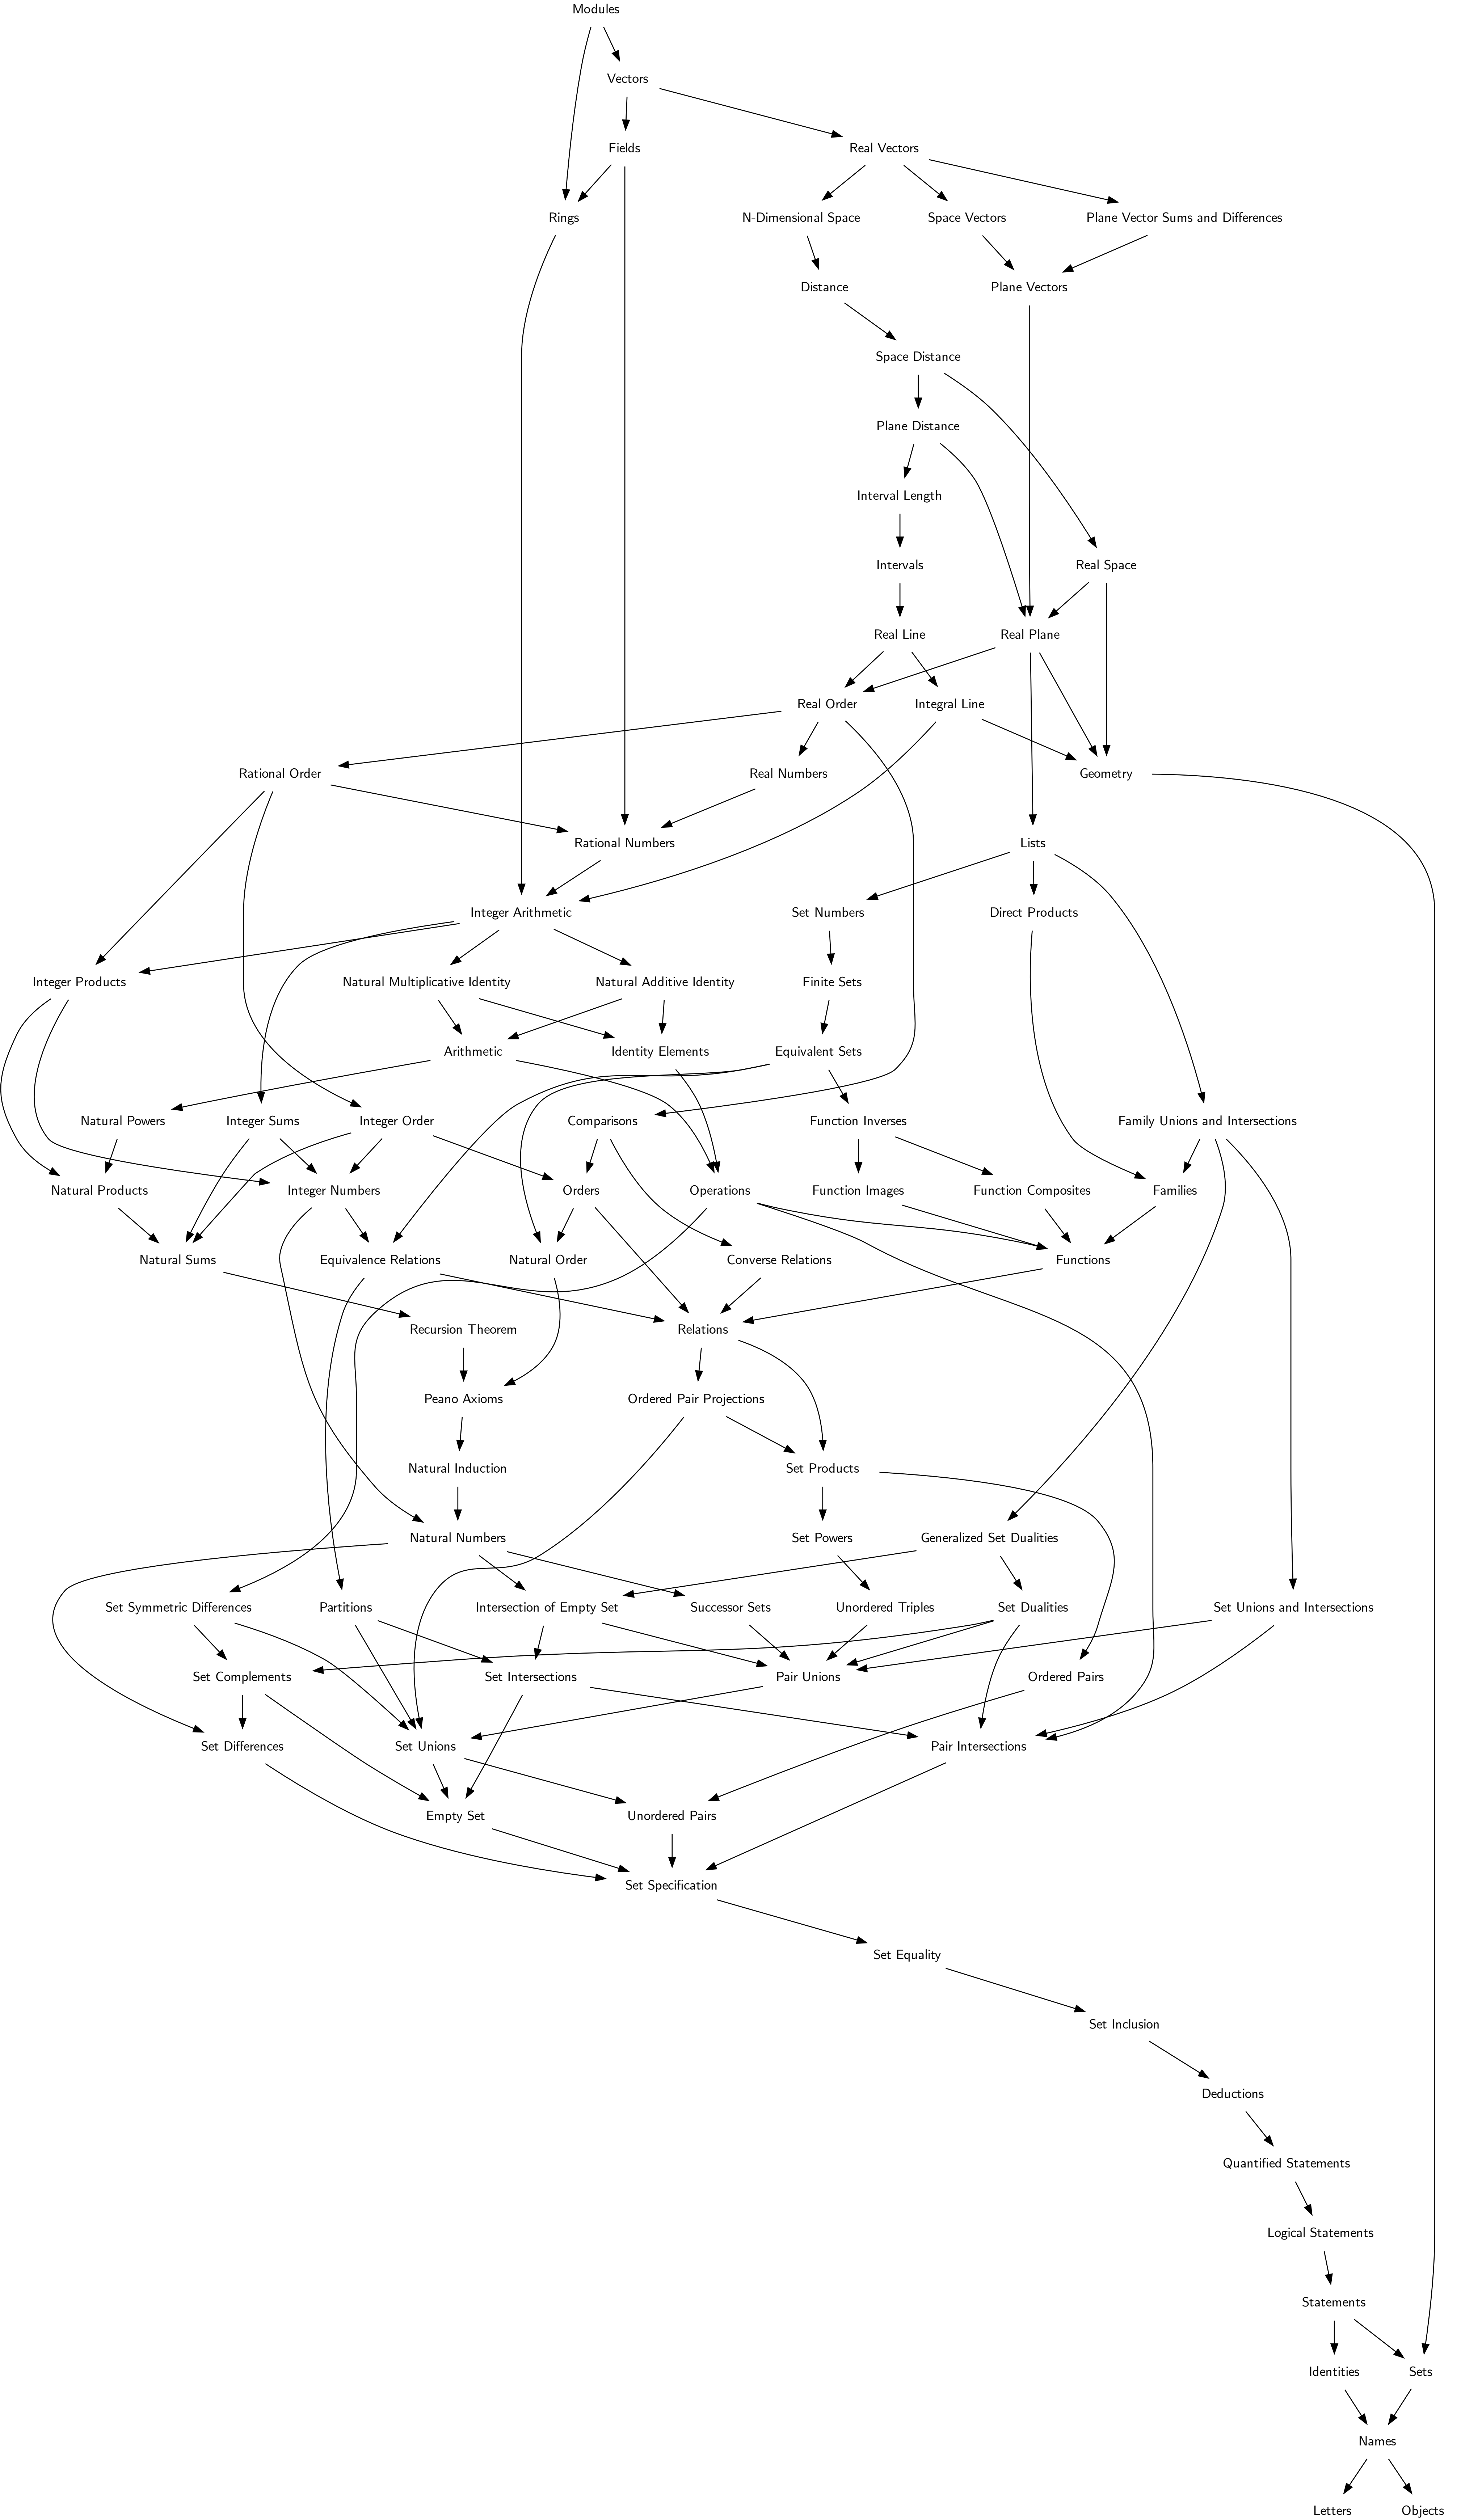 Modules
Vectors
Fields
Real Vectors
Rings
N-Dimensional Space
Space Vectors
Plane Vector Sums and Differences
Distance
Plane Vectors
Space Distance
Plane Distance
Interval Length
Intervals
Real Space
Real Line
Real Plane
Real Order
Integral Line
Rational Order
Real Numbers
Geometry
Rational Numbers
Lists
Integer Arithmetic
Set Numbers
Direct Products
Integer Products
Natural Multiplicative Identity
Natural Additive Identity
Finite Sets
Arithmetic
Identity Elements
Equivalent Sets
Natural Powers
Integer Sums
Integer Order
Comparisons
Function Inverses
Family Unions and Intersections
Natural Products
Integer Numbers
Orders
Operations
Function Images
Function Composites
Families
Natural Sums
Equivalence Relations
Natural Order
Converse Relations
Functions
Recursion Theorem
Relations
Peano Axioms
Ordered Pair Projections
Natural Induction
Set Products
Natural Numbers
Set Powers
Generalized Set Dualities
Set Symmetric Differences
Partitions
Intersection of Empty Set
Successor Sets
Unordered Triples
Set Dualities
Set Unions and Intersections
Set Complements
Set Intersections
Pair Unions
Ordered Pairs
Set Differences
Set Unions
Pair Intersections
Empty Set
Unordered Pairs
Set Specification
Set Equality
Set Inclusion
Deductions
Quantified Statements
Logical Statements
Statements
Identities
Sets
Names
Letters
Objects